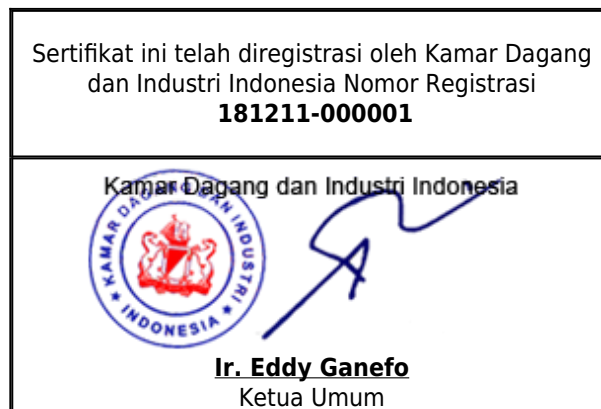 Sertifikat ini telah diregistrasi oleh Kamar Dagang
dan Industri Indonesia Nomor Registrasi
181211-000001
Kamar Dagang dan Industri Indonesia
KAMAR DAGANG DAN INDUSTRI
★ INDONESIA ★
Ir. Eddy Ganefo
Ketua Umum